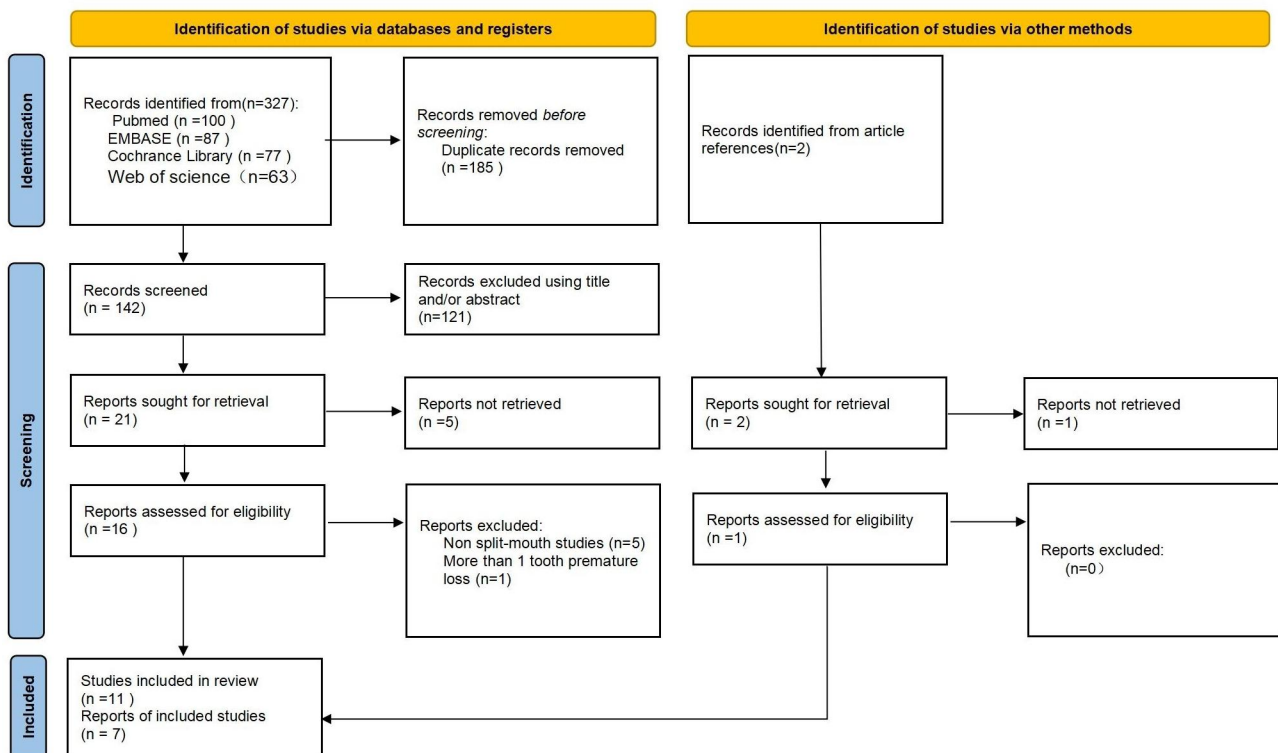 Identification of studies via databases and registers
Identification of studies via other methods
Identification
Records identified from(n=327):
Pubmed (n =100 )
EMBASE (n =87 )
Cochrance Library (n =77 )
Web of science（n=63）
Records removed before
screening:
Duplicate records removed
(n =185 )
Records identified from article
references(n=2)
Screening
Records screened
(n = 142)
Records excluded using title
and/or abstract
(n=121)
Reports sought for retrieval
(n = 21)
Reports not retrieved
(n =5)
Reports sought for retrieval
(n = 2)
Reports not retrieved
(n =1)
Reports assessed for eligibility
(n =16 )
Reports excluded:
Non split-mouth studies (n=5)
More than 1 tooth premature
loss (n=1)
Reports assessed for eligibility
(n =1)
Reports excluded:
(n=0）
Included
Studies included in review
(n =11 )
Reports of included studies
(n = 7)